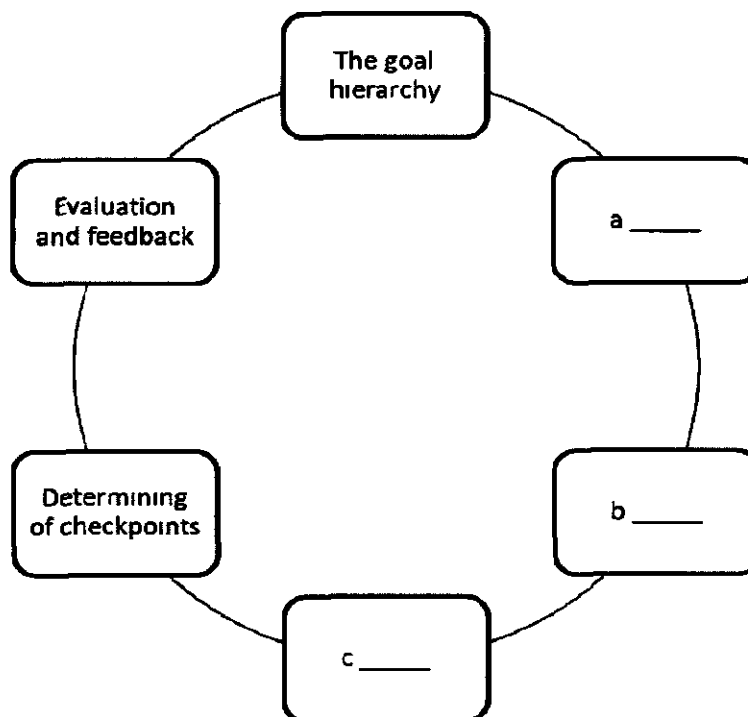 The goal
hierarchy
a _____
b _____
c _____
Determining
of checkpoints
Evaluation
and feedback